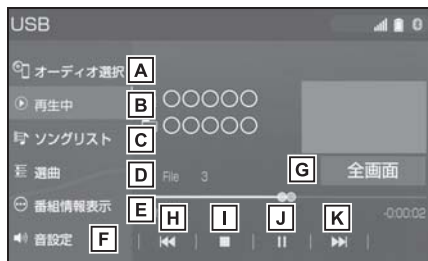 USB
オーディオ選択 A
再生中 B ○○○○○
ソングリスト C ○○○○○
選曲 D File 3 G 全画面
番組情報表示 E -0:00:02
音設定 F H I J K